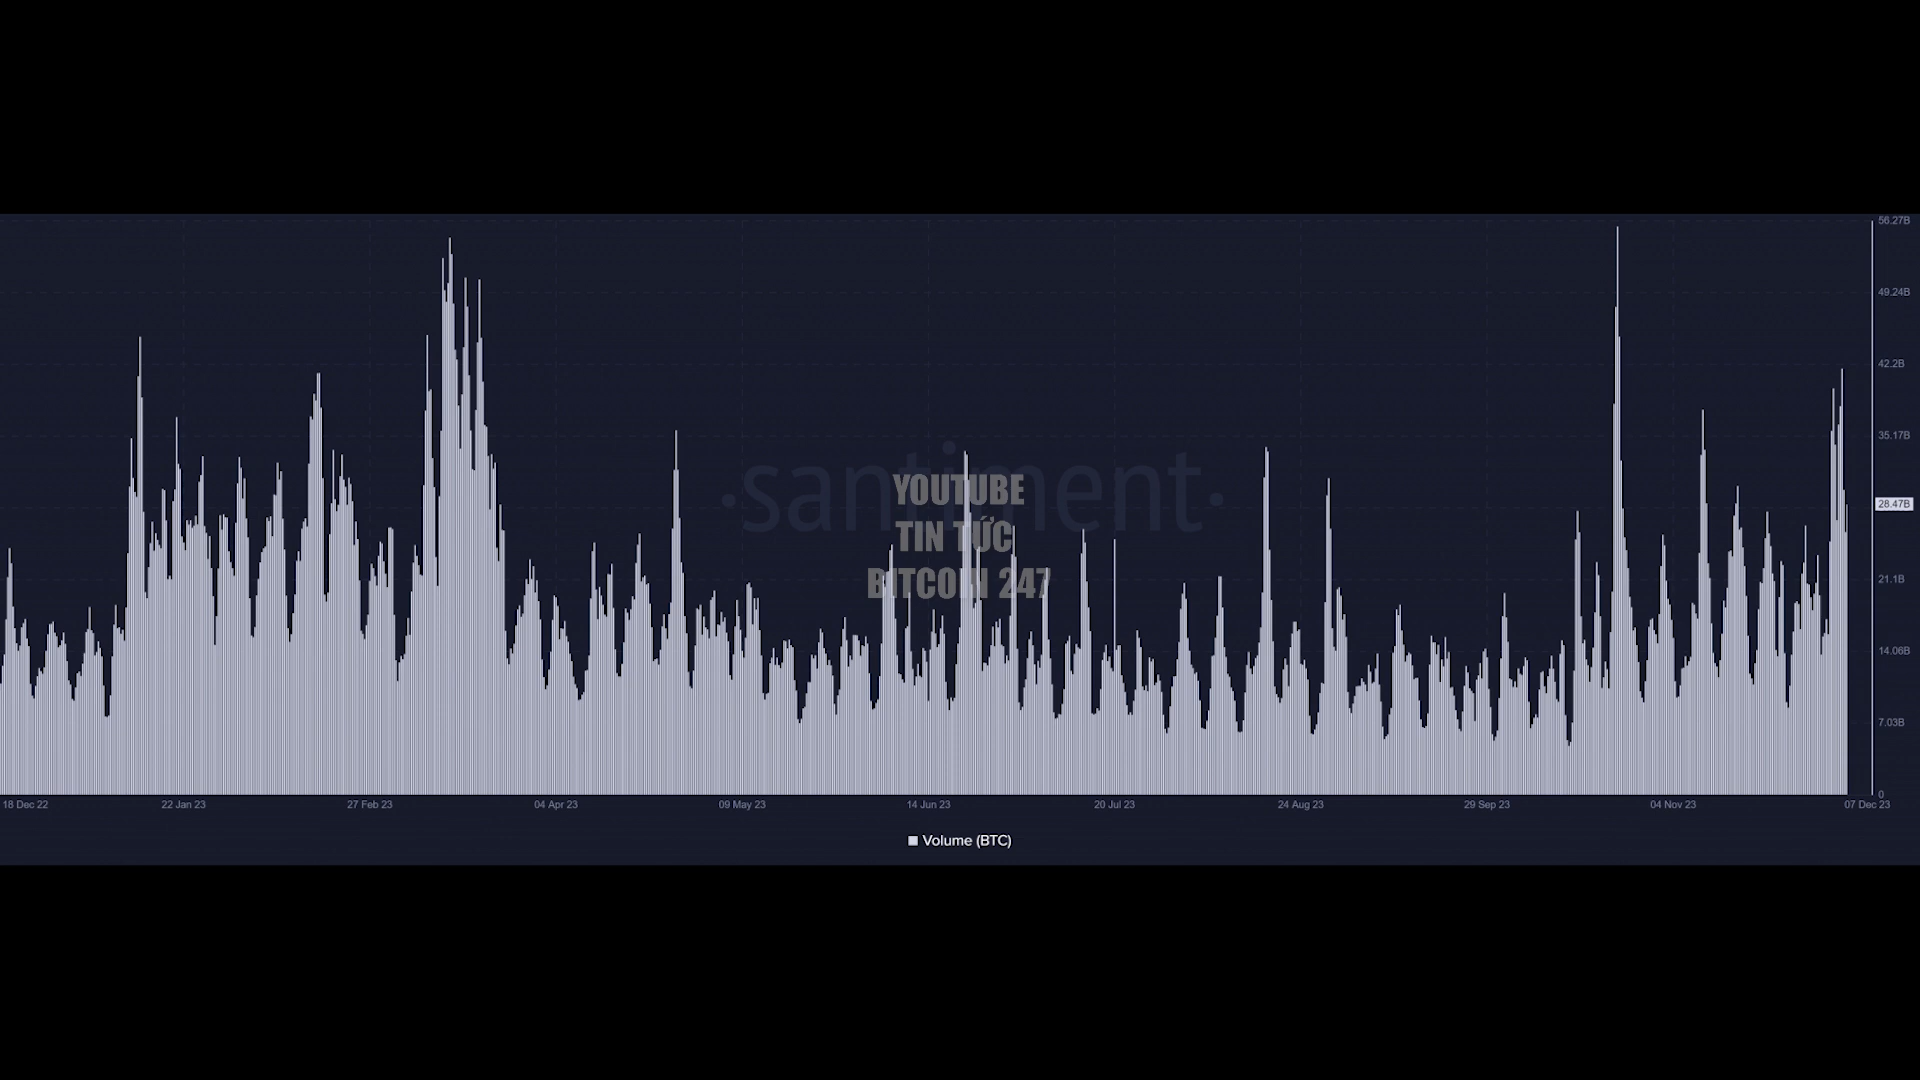 56.27B
49.24B
42.2B
35.17B
·santiment·
YOUTUBE
28.47B
TIN TỨC
BITCOIN 247
21.1B
14.06B
7.03B
0
18 Dec 22
22 Jan 23
27 Feb 23
04 Apr 23
09 May 23
14 Jun 23
20 Jul 23
24 Aug 23
29 Sep 23
04 Nov 23
07 Dec 23
Volume (BTC)